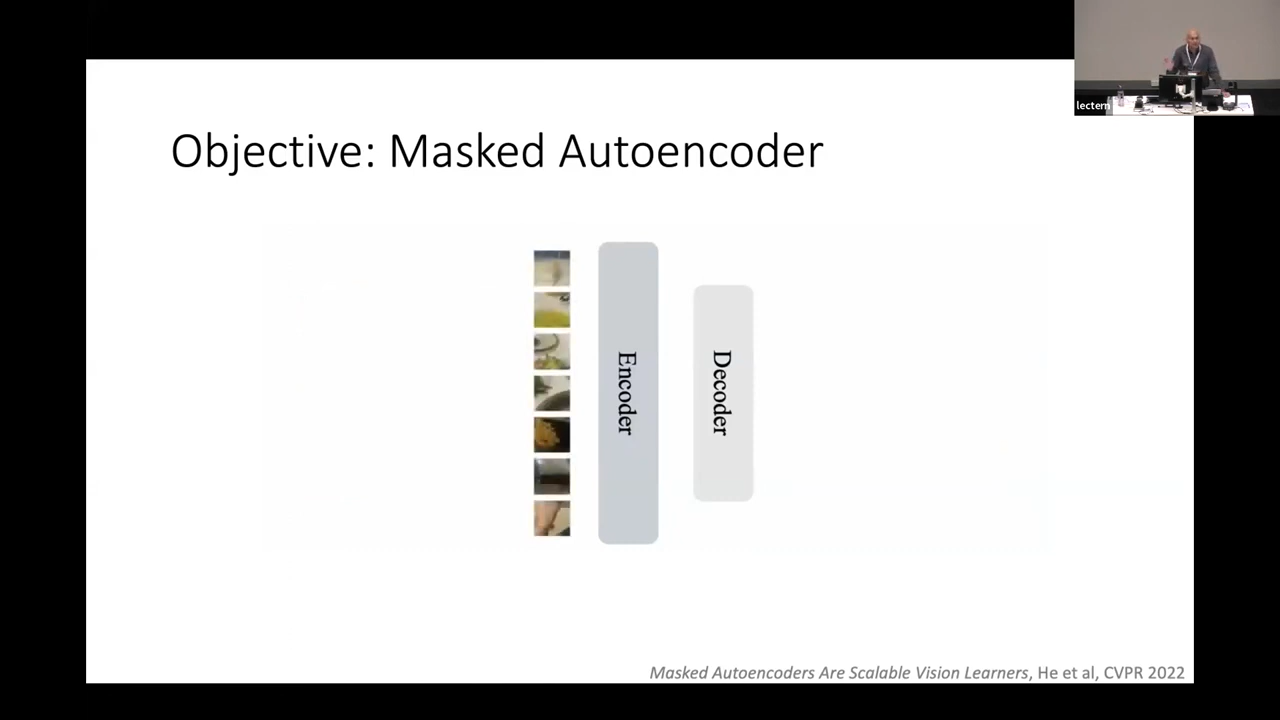 lectern
Objective: Masked Autoencoder
Encoder
Decoder
Masked Autoencoders Are Scalable Vision Learners, He et al, CVPR 2022